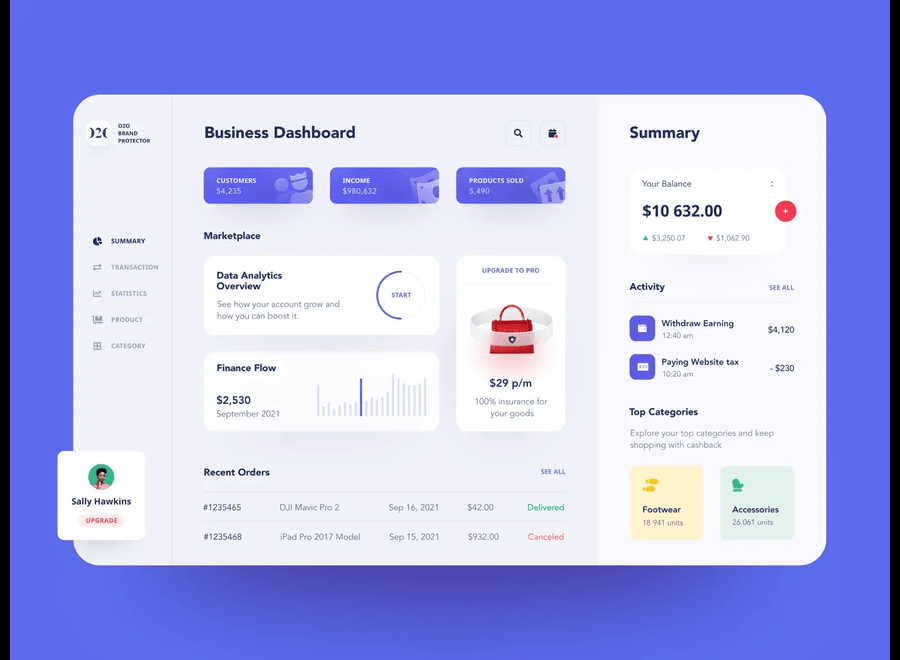 O2O
BRAND
PROTECTOR
SUMMARY
TRANSACTION
STATISTICS
PRODUCT
CATEGORY
Sally Hawkins
UPGRADE
Business Dashboard
CUSTOMERS
54,235
INCOME
$980,632
PRODUCTS SOLD
5,490
Marketplace
Data Analytics
Overview
See how your account grow and
how you can boost it.
START
Finance Flow
$2,530
September 2021
UPGRADE TO PRO
$29 p/m
100% insurance for
your goods
Recent Orders
SEE ALL
#1235465 DJI Mavic Pro 2 Sep 16, 2021 $42.00 Delivered
#1235468 iPad Pro 2017 Model Sep 15, 2021 $932.00 Canceled
Summary
Your Balance
$10 632.00
$3,250.07 $1,062.90
Activity
SEE ALL
Withdraw Earning
12:40 am
$4,120
Paying Website tax
10:20 am
- $230
Top Categories
Explore your top categories and keep
shopping with cashback
Footwear
18 941 units
Accessories
26 061 units